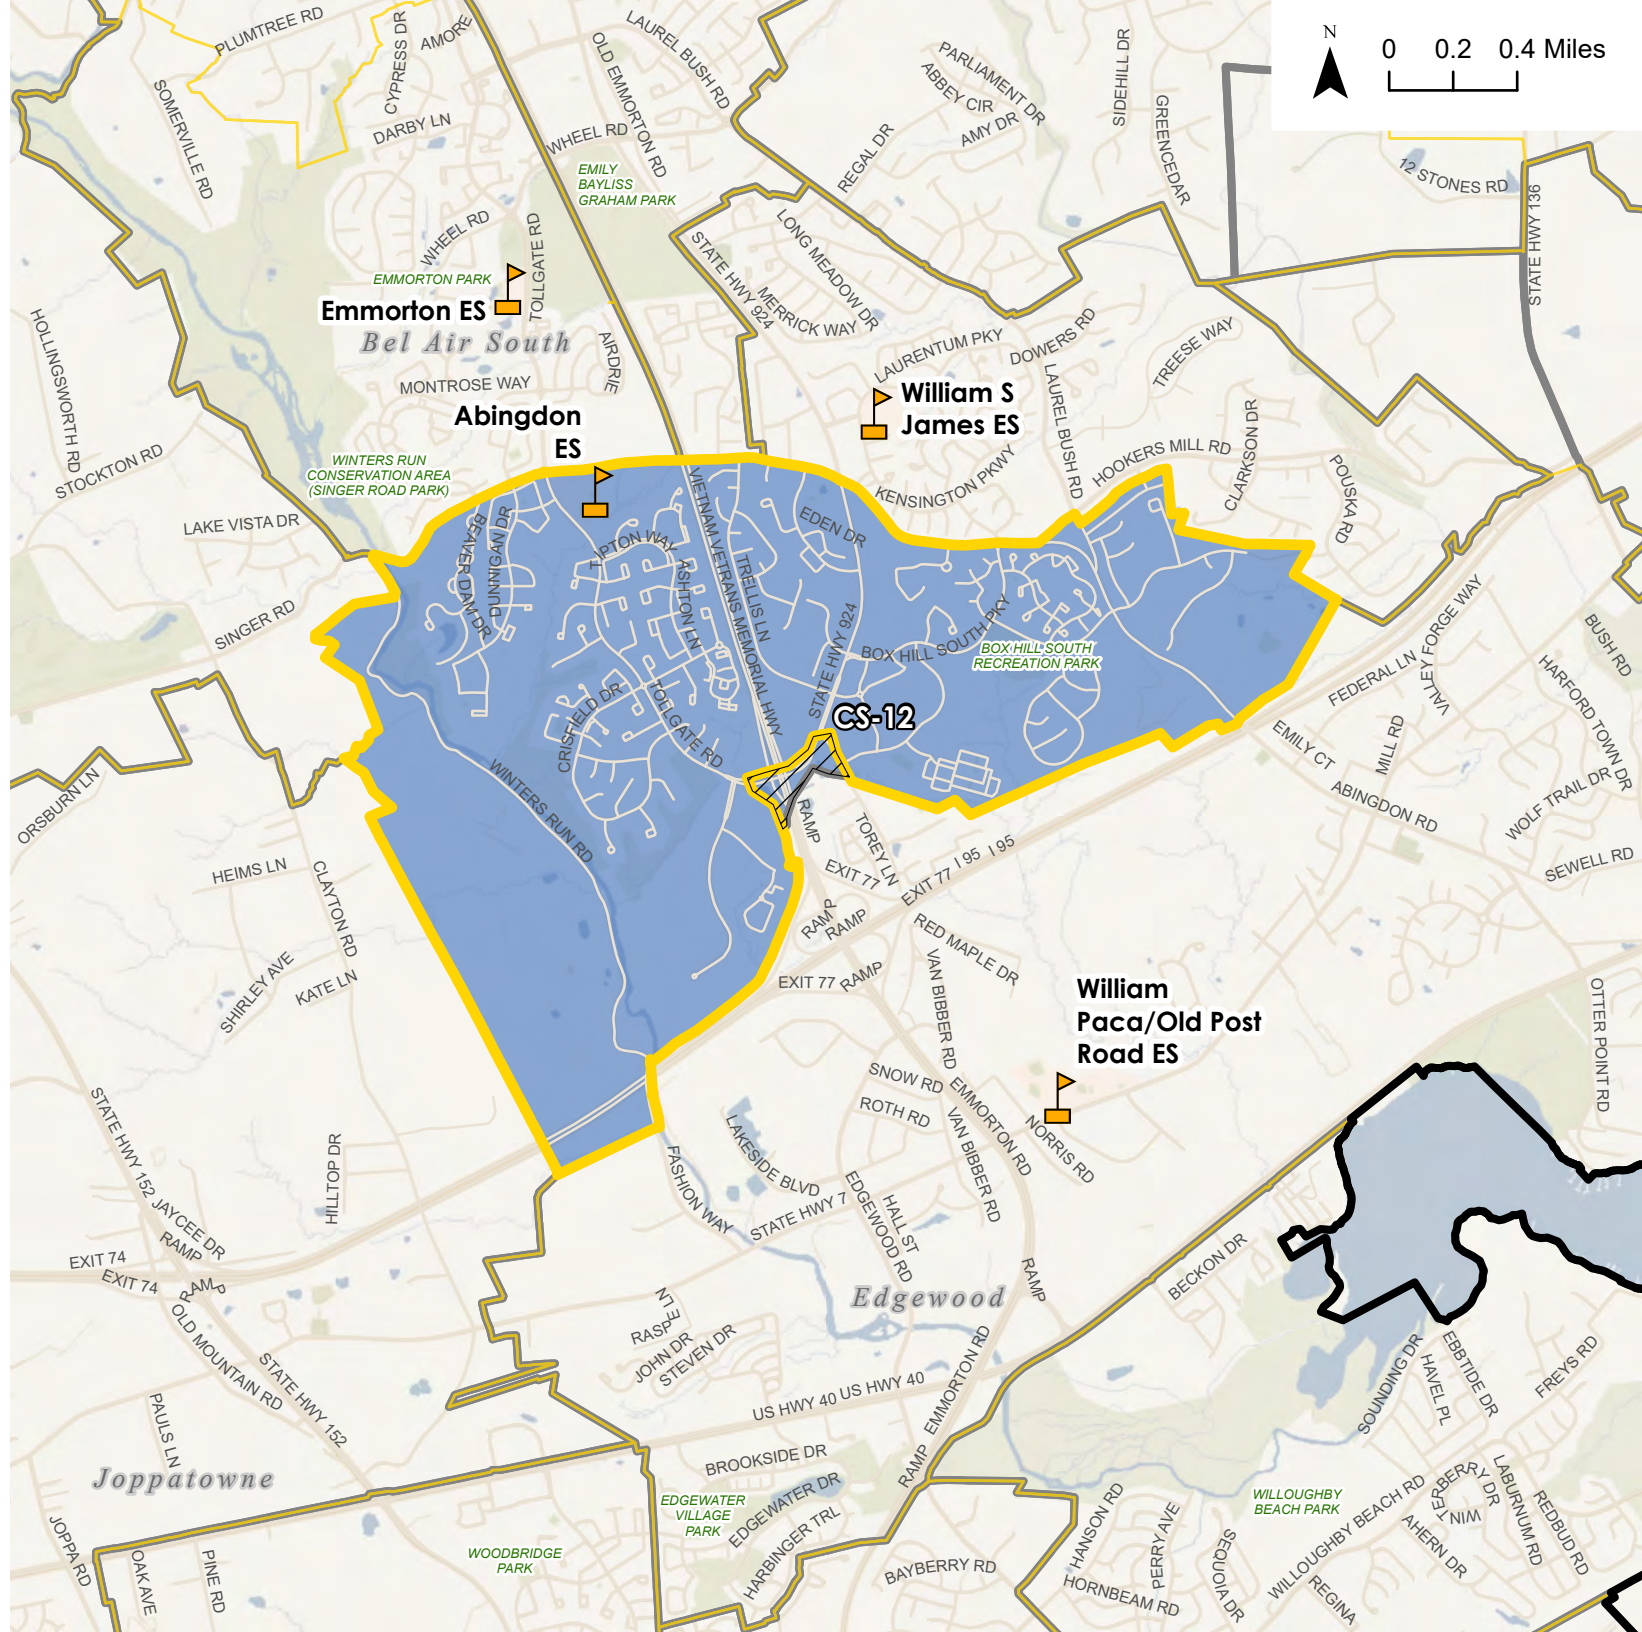 N
0 0.2 0.4 Miles
PLUMTREE RD
CYPRESS DR
AMORE
SOMERVILLE RD
DARBY LN
OLD EMMORTON RD
LAUREL BUSH RD
WHEEL RD
EMILY
BAYLISS
GRAHAM PARK
PARLIAMENT DR
ABBEY CIR
AMY DR
REGAL DR
SIDEHILL DR
GREENCEDAR
12 STONES RD
STATE HWY 136
WHEEL RD
TOLLGATE RD
EMMORTON PARK
Emmorton ES
Bel Air South
AIRDRIE
MONTROSE WAY
STATE HWY 924
LONG MEADOW DR
MERRICK WAY
LAURENTUM PKY
DOWERS RD
TREESE WAY
William S
James ES
LAUREL BUSH RD
HOOKERS MILL RD
CLARKSON DR
POUSKA RD
KENSINGTON PKWY
HOLLINGSWORTH RD
STOCKTON RD
Abingdon
ES
WINTERS RUN
CONSERVATION AREA
(SINGER ROAD PARK)
LAKE VISTA DR
SINGER RD
BEAVER DAM DR
DUNNIGAN DR
TIPTON WAY
ASHTON LN
VIETNAM VETRANS MEMORIAL HWY
TRELLIS LN
EDEN DR
STATE HWY 924
BOX HILL SOUTH PKY
BOX HILL SOUTH
RECREATION PARK
CS-12
CRISFIELD DR
TOLLGATE RD
WINTERS RUN RD
FEDERAL LN
VALLEY FORGE WAY
BUSH RD
HARFORD TOWN DR
EMILY CT
MILL RD
ABINGDON RD
WOLF TRAIL DR
SEWELL RD
ORSBURN LN
HEIMS LN
CLAYTON RD
SHIRLEY AVE
KATE LN
RAMP
TOREY LN
EXIT 77
EXIT 77
I 95
I 95
RAMP
RAMP
RED MAPLE DR
EXIT 77
RAMP
VAN BIBBER RD
William
Paca/Old Post
Road ES
OTTER POINT RD
SNOW RD
ROTH RD
EMMORTON RD
VAN BIBBER RD
NORRIS RD
LAKESIDE BLVD
FASHION WAY
STATE HWY 7
EDGEWOOD RD
HALL ST
STATE HWY 152
JAYCEE DR
RAMP
HILLTOP DR
EXIT 74
EXIT 74
RAMP
OLD MOUNTAIN RD
STATE HWY 152
Edgewood
RAMP
BECKON DR
RASPE LN
JOHN DR
STEVEN DR
US HWY 40
US HWY 40
EMMORTON RD
RAMP
PAULS LN
Joppatowne
JOPPA RD
OAK AVE
PINE RD
WOODBRIDGE
PARK
BROOKSIDE DR
EDGEWATER
VILLAGE
PARK
EDGEWATER DR
HARBINGER TRL
BAYBERRY RD
HANSON RD
PERRY AVE
HORNBEAM RD
SEQUOIA DR
WILLOUGHBY
BEACH PARK
WILLOUGHBY BEACH RD
REGINA
SOUNDING DR
HAVEL PL
EBBTIDE DR
FREYS RD
WINTERBERRY DR
LABURNUM RD
REDBUD RD
AHERN DR